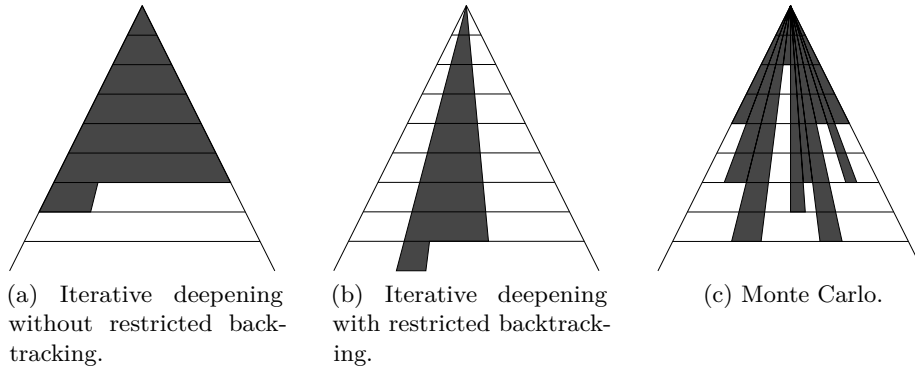 (a) Iterative deepening
without restricted back-
tracking.
(b) Iterative deepening
with restricted backtrack-
ing.
(c) Monte Carlo.